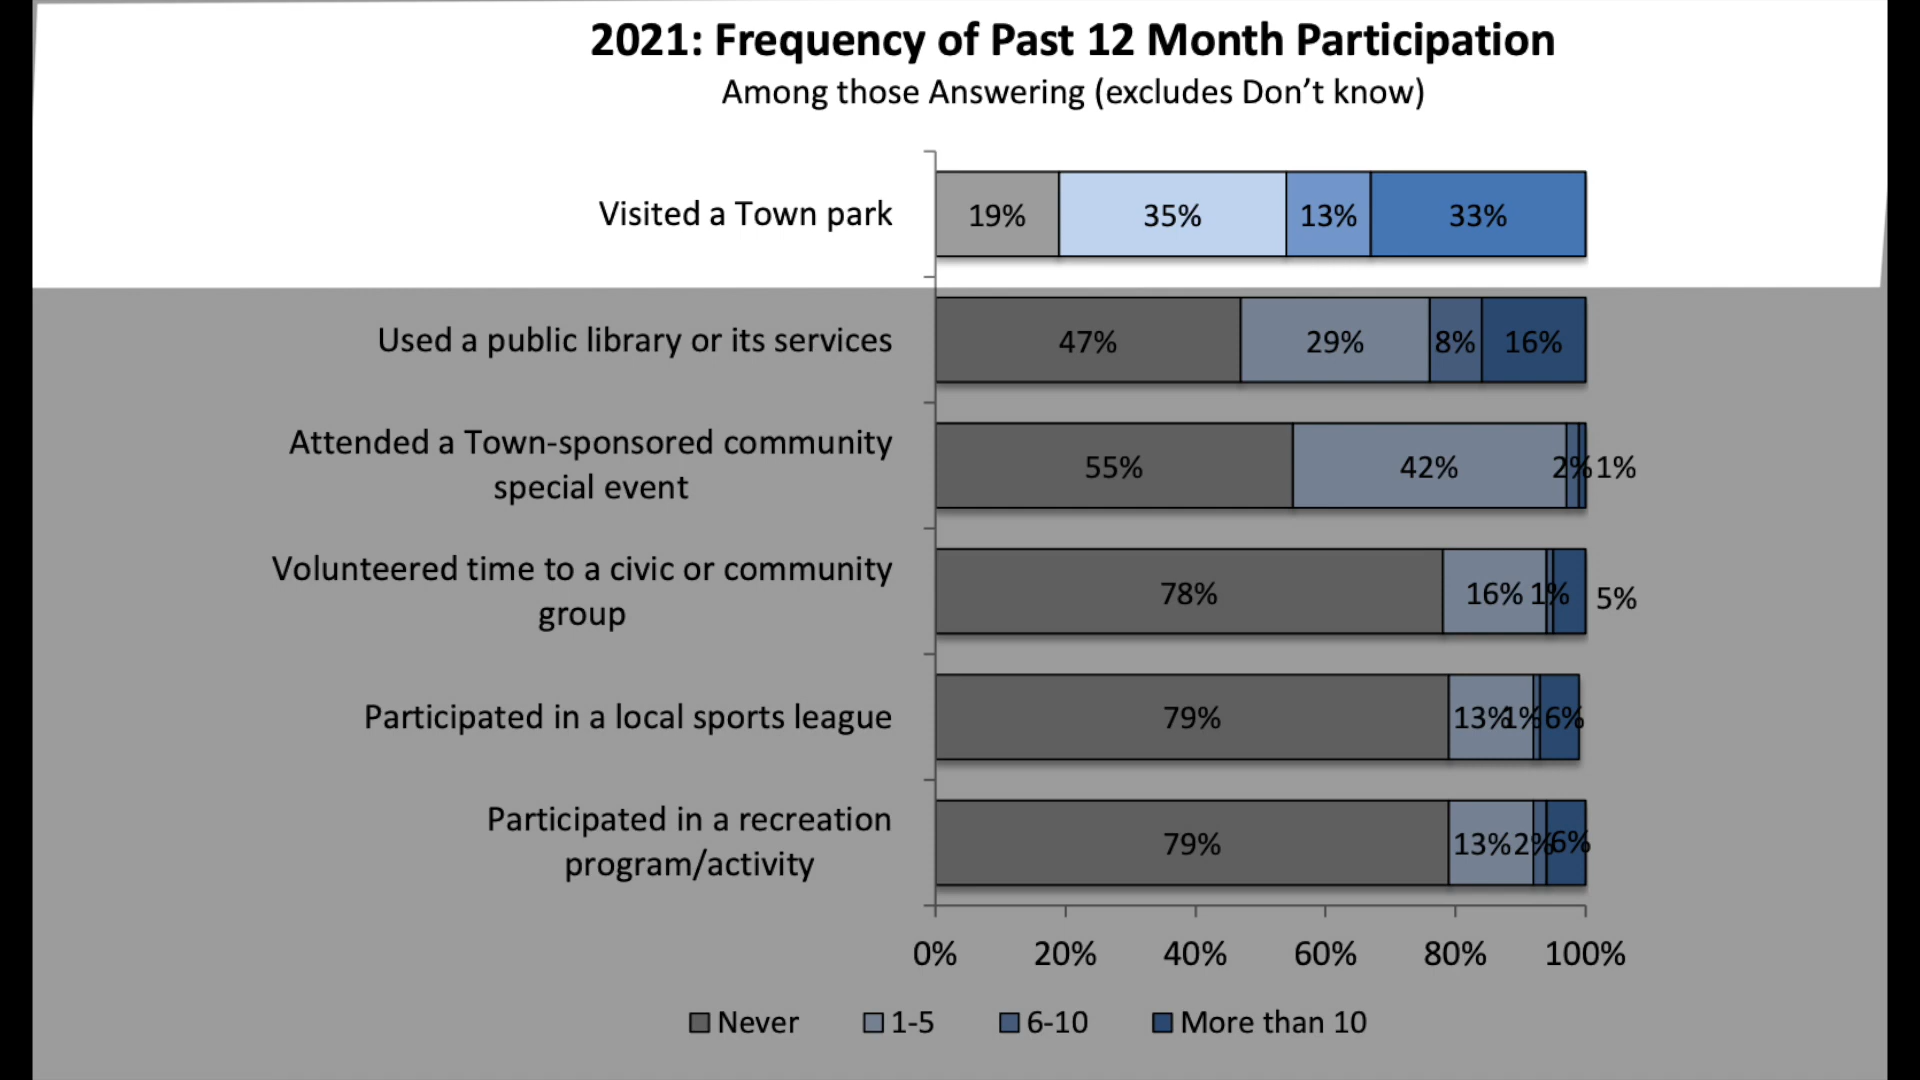 2021: Frequency of Past 12 Month Participation
Among those Answering (excludes Don’t know)
Visited a Town park
19%
35%
13%
33%
Used a public library or its services
47%
29%
8%
16%
Attended a Town-sponsored community
special event
55%
42%
2%
1%
Volunteered time to a civic or community
group
78%
16%
1%
5%
Participated in a local sports league
79%
13%
1%
6%
Participated in a recreation
program/activity
79%
13%
2%
6%
0%
20%
40%
60%
80%
100%
Never
1-5
6-10
More than 10